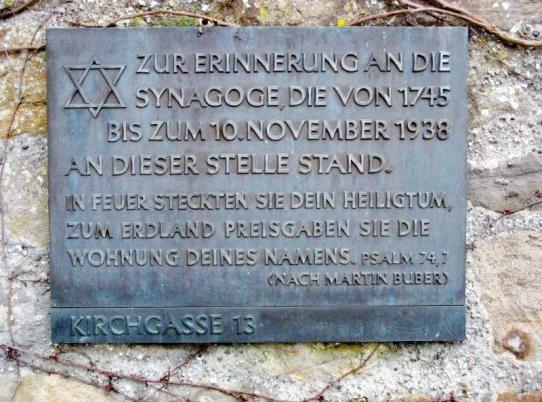 ZUR ERINNERUNG AN DIE
SYNAGOGE, DIE VON 1745
BIS ZUM 10. NOVEMBER 1938
AN DIESER STELLE STAND.
IN FEUER STECKTEN SIE DEIN HEILIGTUM,
ZUM ERDLAND PREISGABEN SIE DIE
WOHNUNG DEINES NAMENS. PSALM 74,7
(NACH MARTIN BUBER)
KIRCHGASSE 13